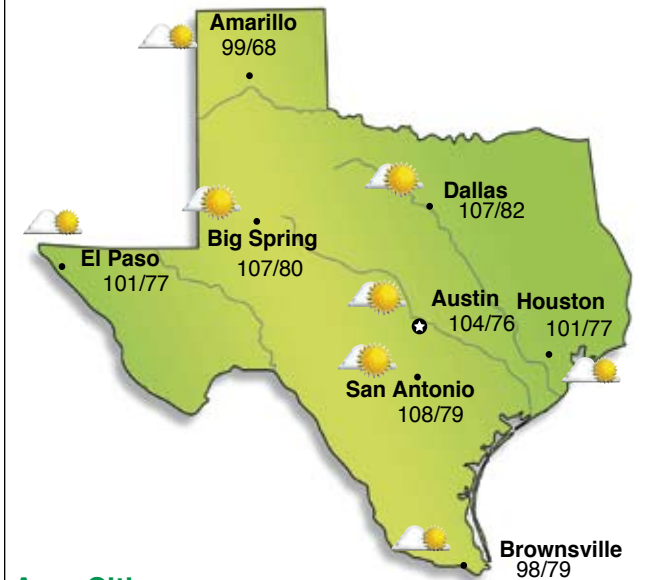 Amarillo
99/68
Dallas
107/82
Big Spring
107/80
El Paso
101/77
Austin
104/76
Houston
101/77
San Antonio
108/79
Brownsville
98/79